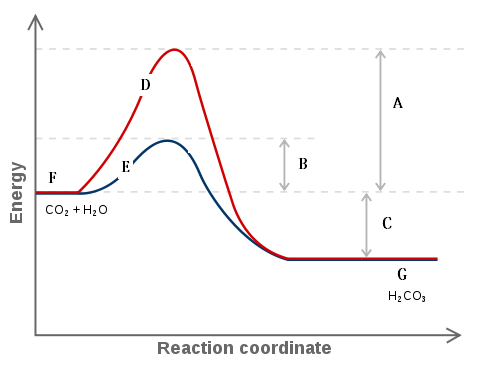 D
A
E
B
F
CO₂ + H₂O
C
G
H₂CO₃
Energy
Reaction coordinate